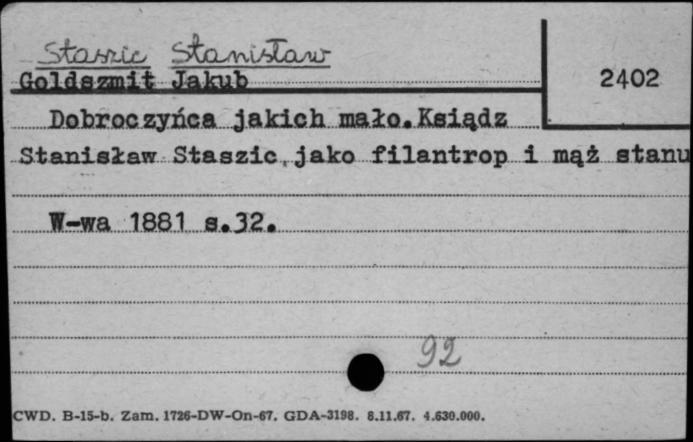 Staszic Stanisław
Goldszmit Jakub
2402
Dobroczyńca jakich mało.Ksiądz
Stanisław Staszic jako filantrop i mąż stanu
W-wa 1881 s.32.
92
CWD. B-15-b. Zam. 1726-DW-On-67. GDA-3198. 8.11.67. 4.630.000.